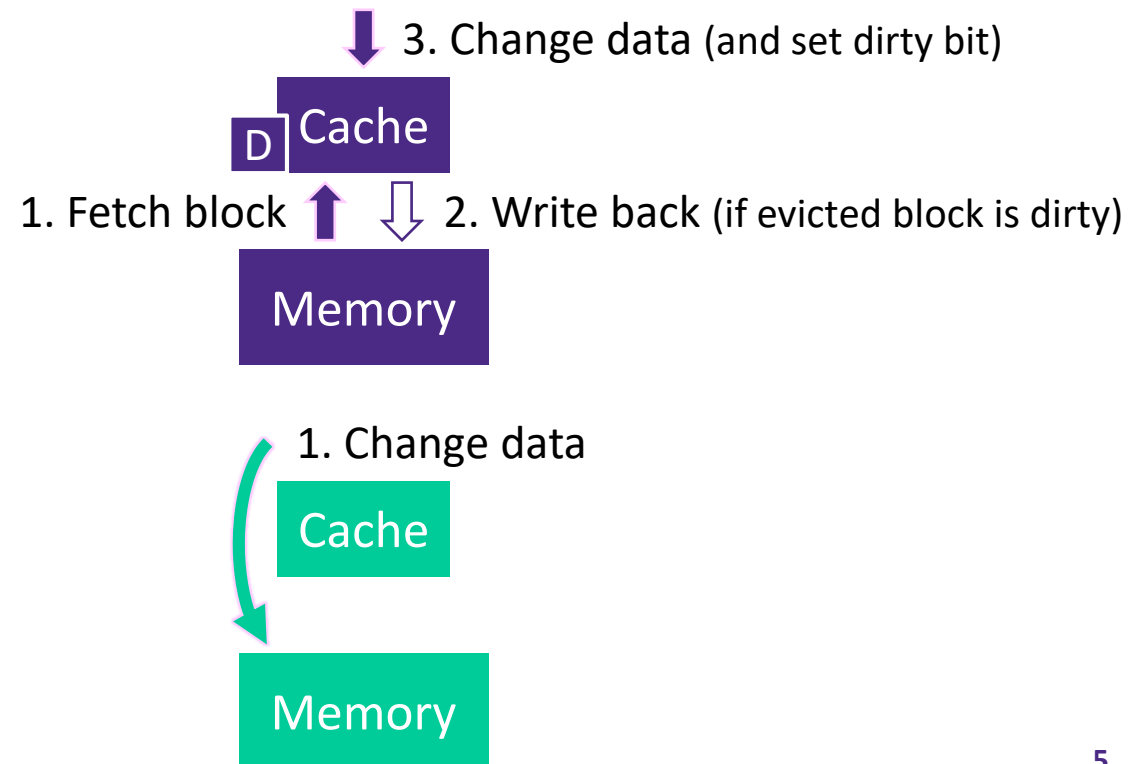 3. Change data (and set dirty bit)
Cache
D
1. Fetch block
2. Write back (if evicted block is dirty)
Memory
1. Change data
Cache
Memory
5